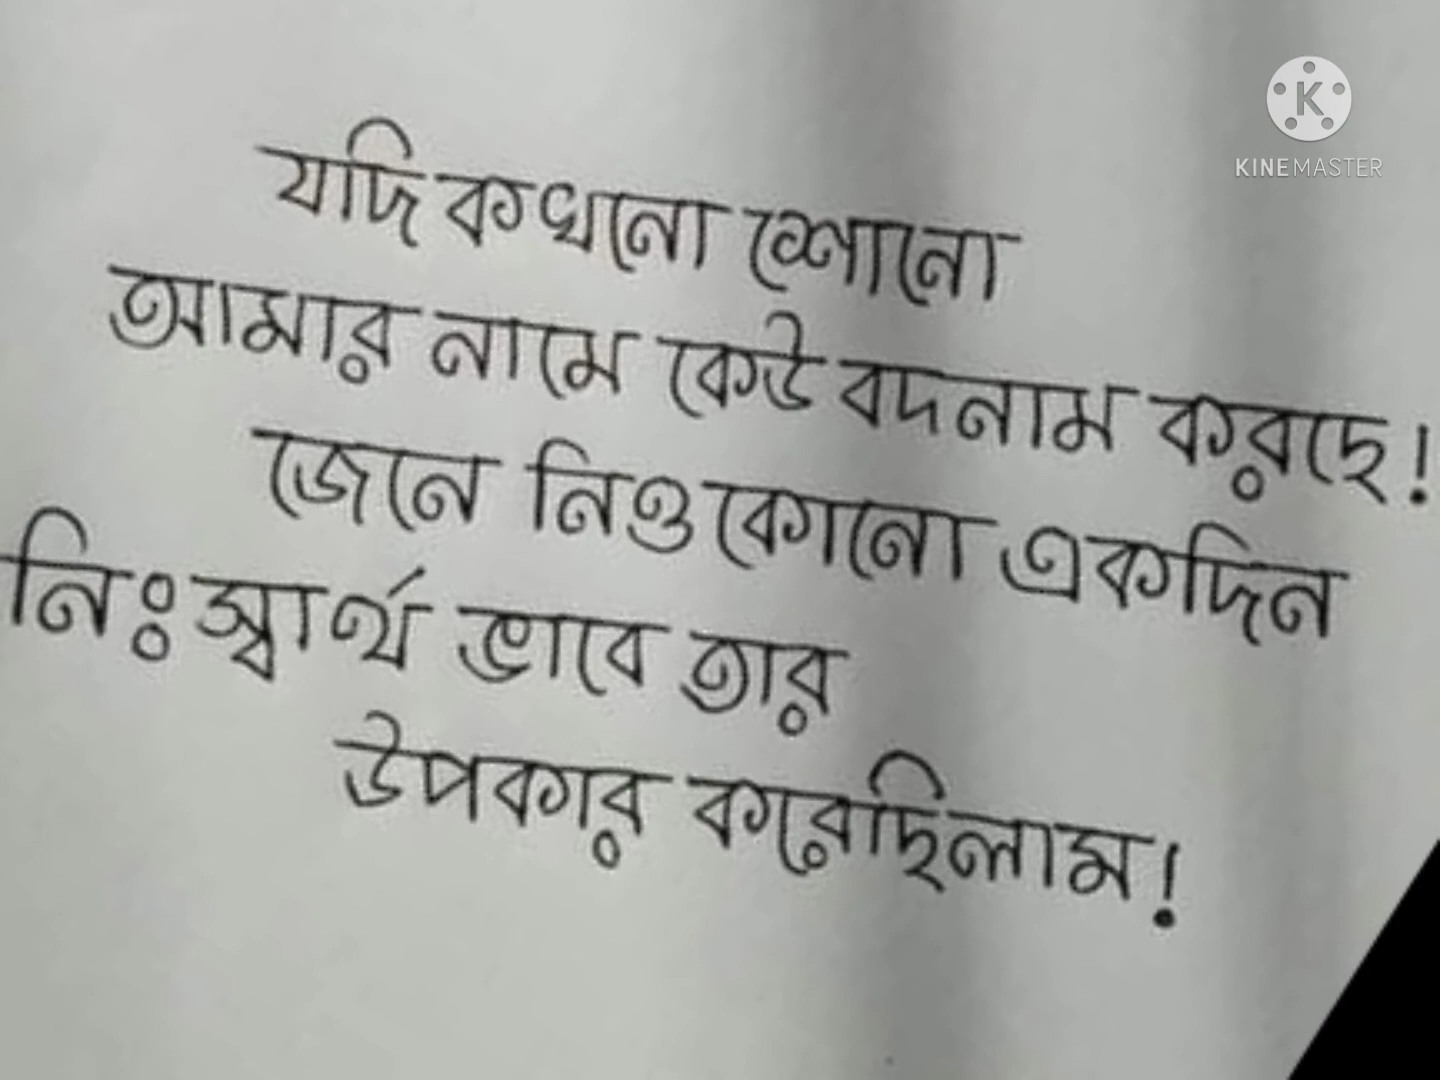 KINEMASTER
যদি কখনো শোনো
আমার নামে কেউ বদনাম করছে!
জেনে নিও কোনো একদিন
নিঃস্বার্থ ভাবে তার
উপকার করেছিলাম!